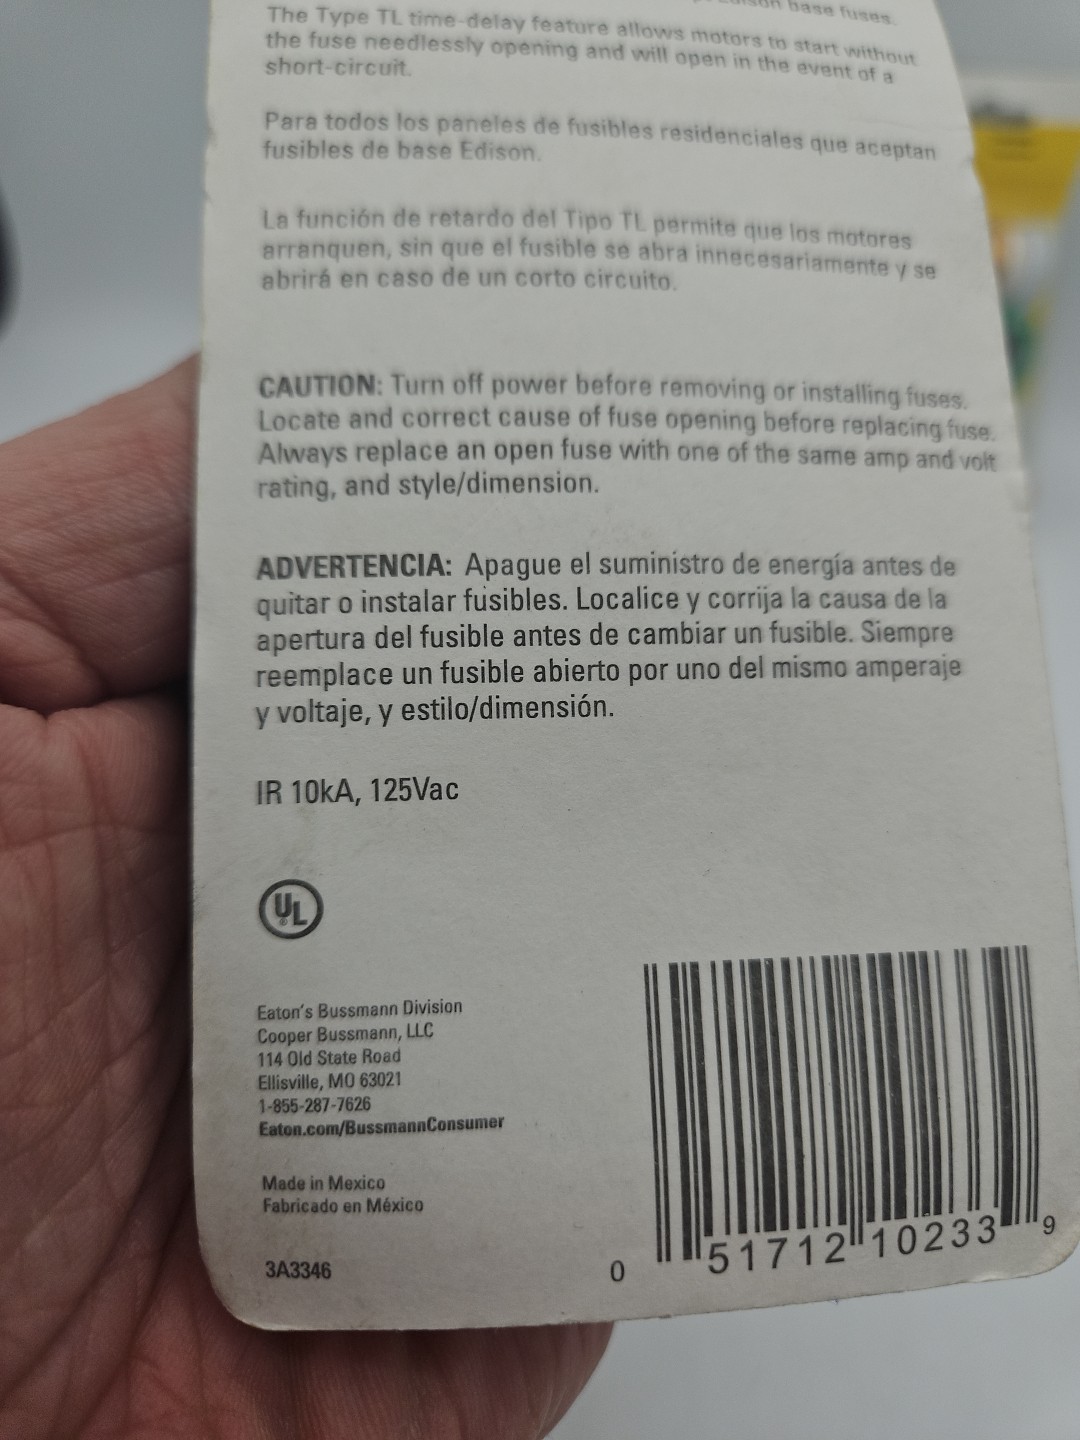 base fuses.
The Type TL time-delay feature allows motors to start without
the fuse needlessly opening and will open in the event of a
short-circuit.
Para todos los paneles de fusibles residenciales que aceptan
fusibles de base Edison.
La función de retardo del Tipo TL permite que los motores
arranquen, sin que el fusible se abra innecesariamente y se
abrirá en caso de un corto circuito.
CAUTION: Turn off power before removing or installing fuses.
Locate and correct cause of fuse opening before replacing fuse.
Always replace an open fuse with one of the same amp and volt
rating, and style/dimension.
ADVERTENCIA: Apague el suministro de energía antes de
quitar o instalar fusibles. Localice y corrija la causa de la
apertura del fusible antes de cambiar un fusible. Siempre
reemplace un fusible abierto por uno del mismo amperaje
y voltaje, y estilo/dimensión.
IR 10kA, 125Vac
UL ®
Eaton's Bussmann Division
Cooper Bussmann, LLC
114 Old State Road
Ellisville, MO 63021
1-855-287-7626
Eaton.com/BussmannConsumer
Made in Mexico
Fabricado en México
3A3346
0 51712 10233 9